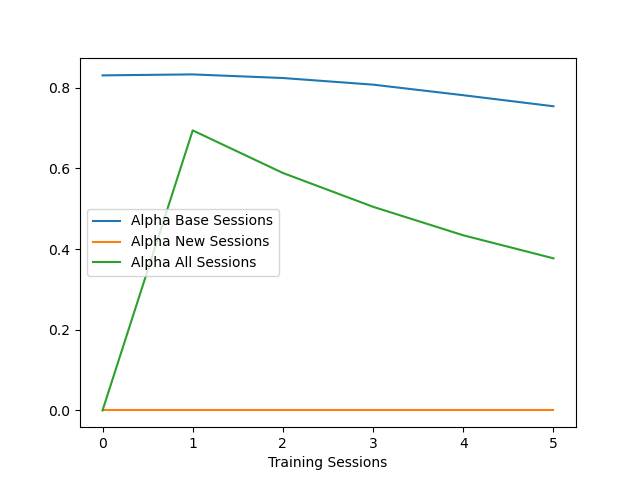 0.8
0.6
0.4
0.2
0.0
Alpha Base Sessions
Alpha New Sessions
Alpha All Sessions
0 1 2 3 4 5
Training Sessions